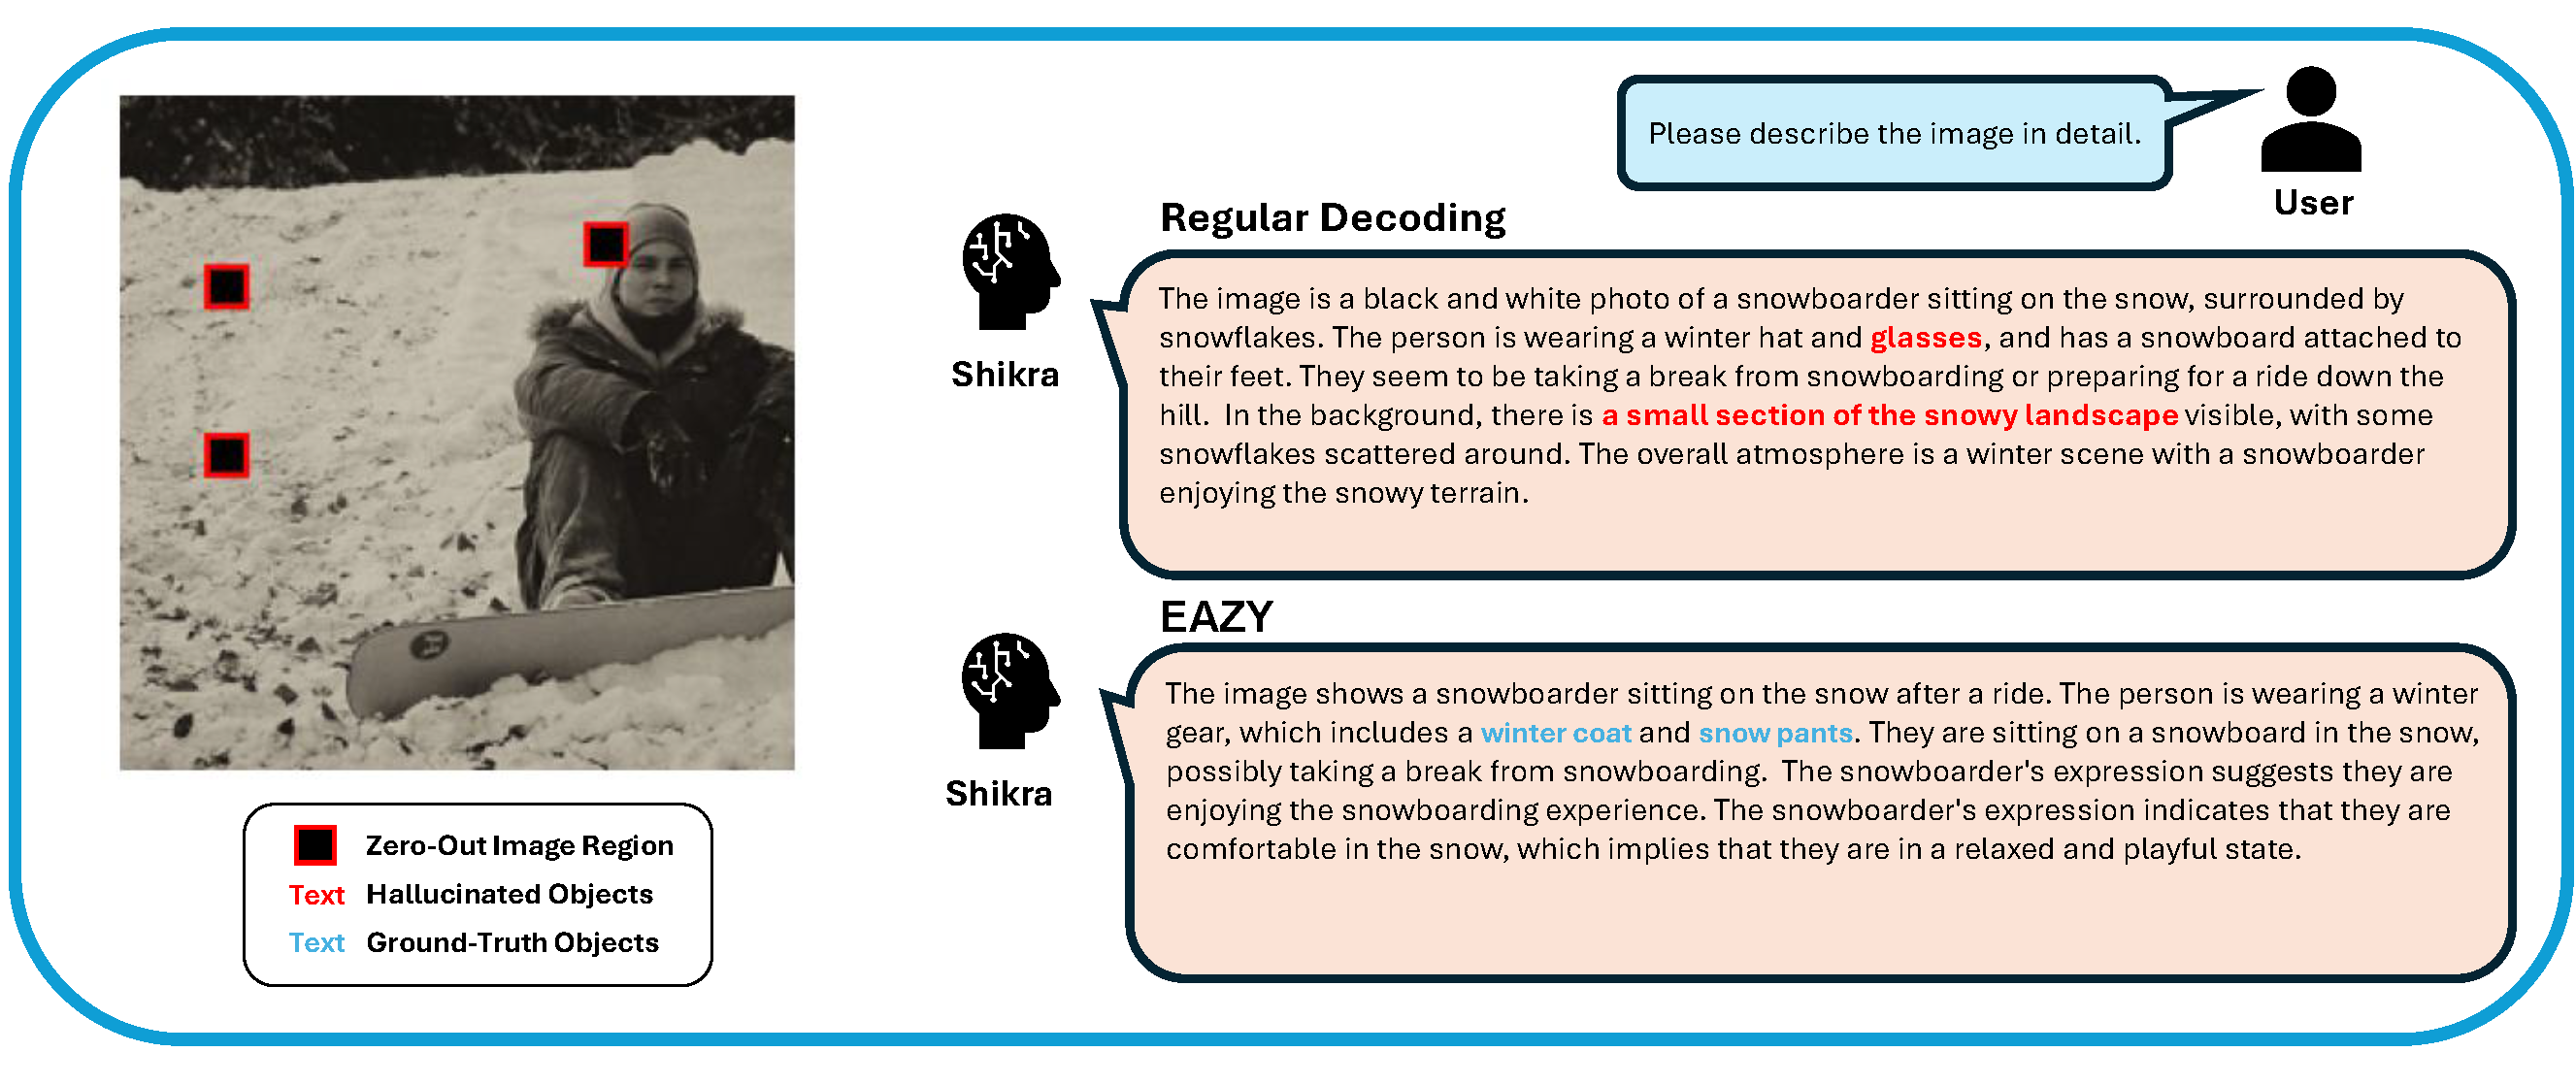 Please describe the image in detail.
User
Regular Decoding
Shikra
The image is a black and white photo of a snowboarder sitting on the snow, surrounded by
snowflakes. The person is wearing a winter hat and glasses, and has a snowboard attached to
their feet. They seem to be taking a break from snowboarding or preparing for a ride down the
hill. In the background, there is a small section of the snowy landscape visible, with some
snowflakes scattered around. The overall atmosphere is a winter scene with a snowboarder
enjoying the snowy terrain.
EAZY
Shikra
The image shows a snowboarder sitting on the snow after a ride. The person is wearing a winter
gear, which includes a winter coat and snow pants. They are sitting on a snowboard in the snow,
possibly taking a break from snowboarding. The snowboarder's expression suggests they are
enjoying the snowboarding experience. The snowboarder's expression indicates that they are
comfortable in the snow, which implies that they are in a relaxed and playful state.
Zero-Out Image Region
Text Hallucinated Objects
Text Ground-Truth Objects